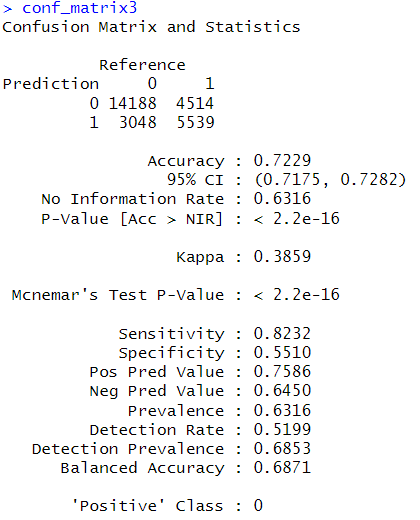 > conf_matrix3
Confusion Matrix and Statistics
Reference
Prediction 0 1
0 14188 4514
1 3048 5539
Accuracy : 0.7229
95% CI : (0.7175, 0.7282)
No Information Rate : 0.6316
P-Value [Acc > NIR] : < 2.2e-16
Kappa : 0.3859
Mcnemar's Test P-Value : < 2.2e-16
Sensitivity : 0.8232
Specificity : 0.5510
Pos Pred Value : 0.7586
Neg Pred Value : 0.6450
Prevalence : 0.6316
Detection Rate : 0.5199
Detection Prevalence : 0.6853
Balanced Accuracy : 0.6871
'Positive' Class : 0